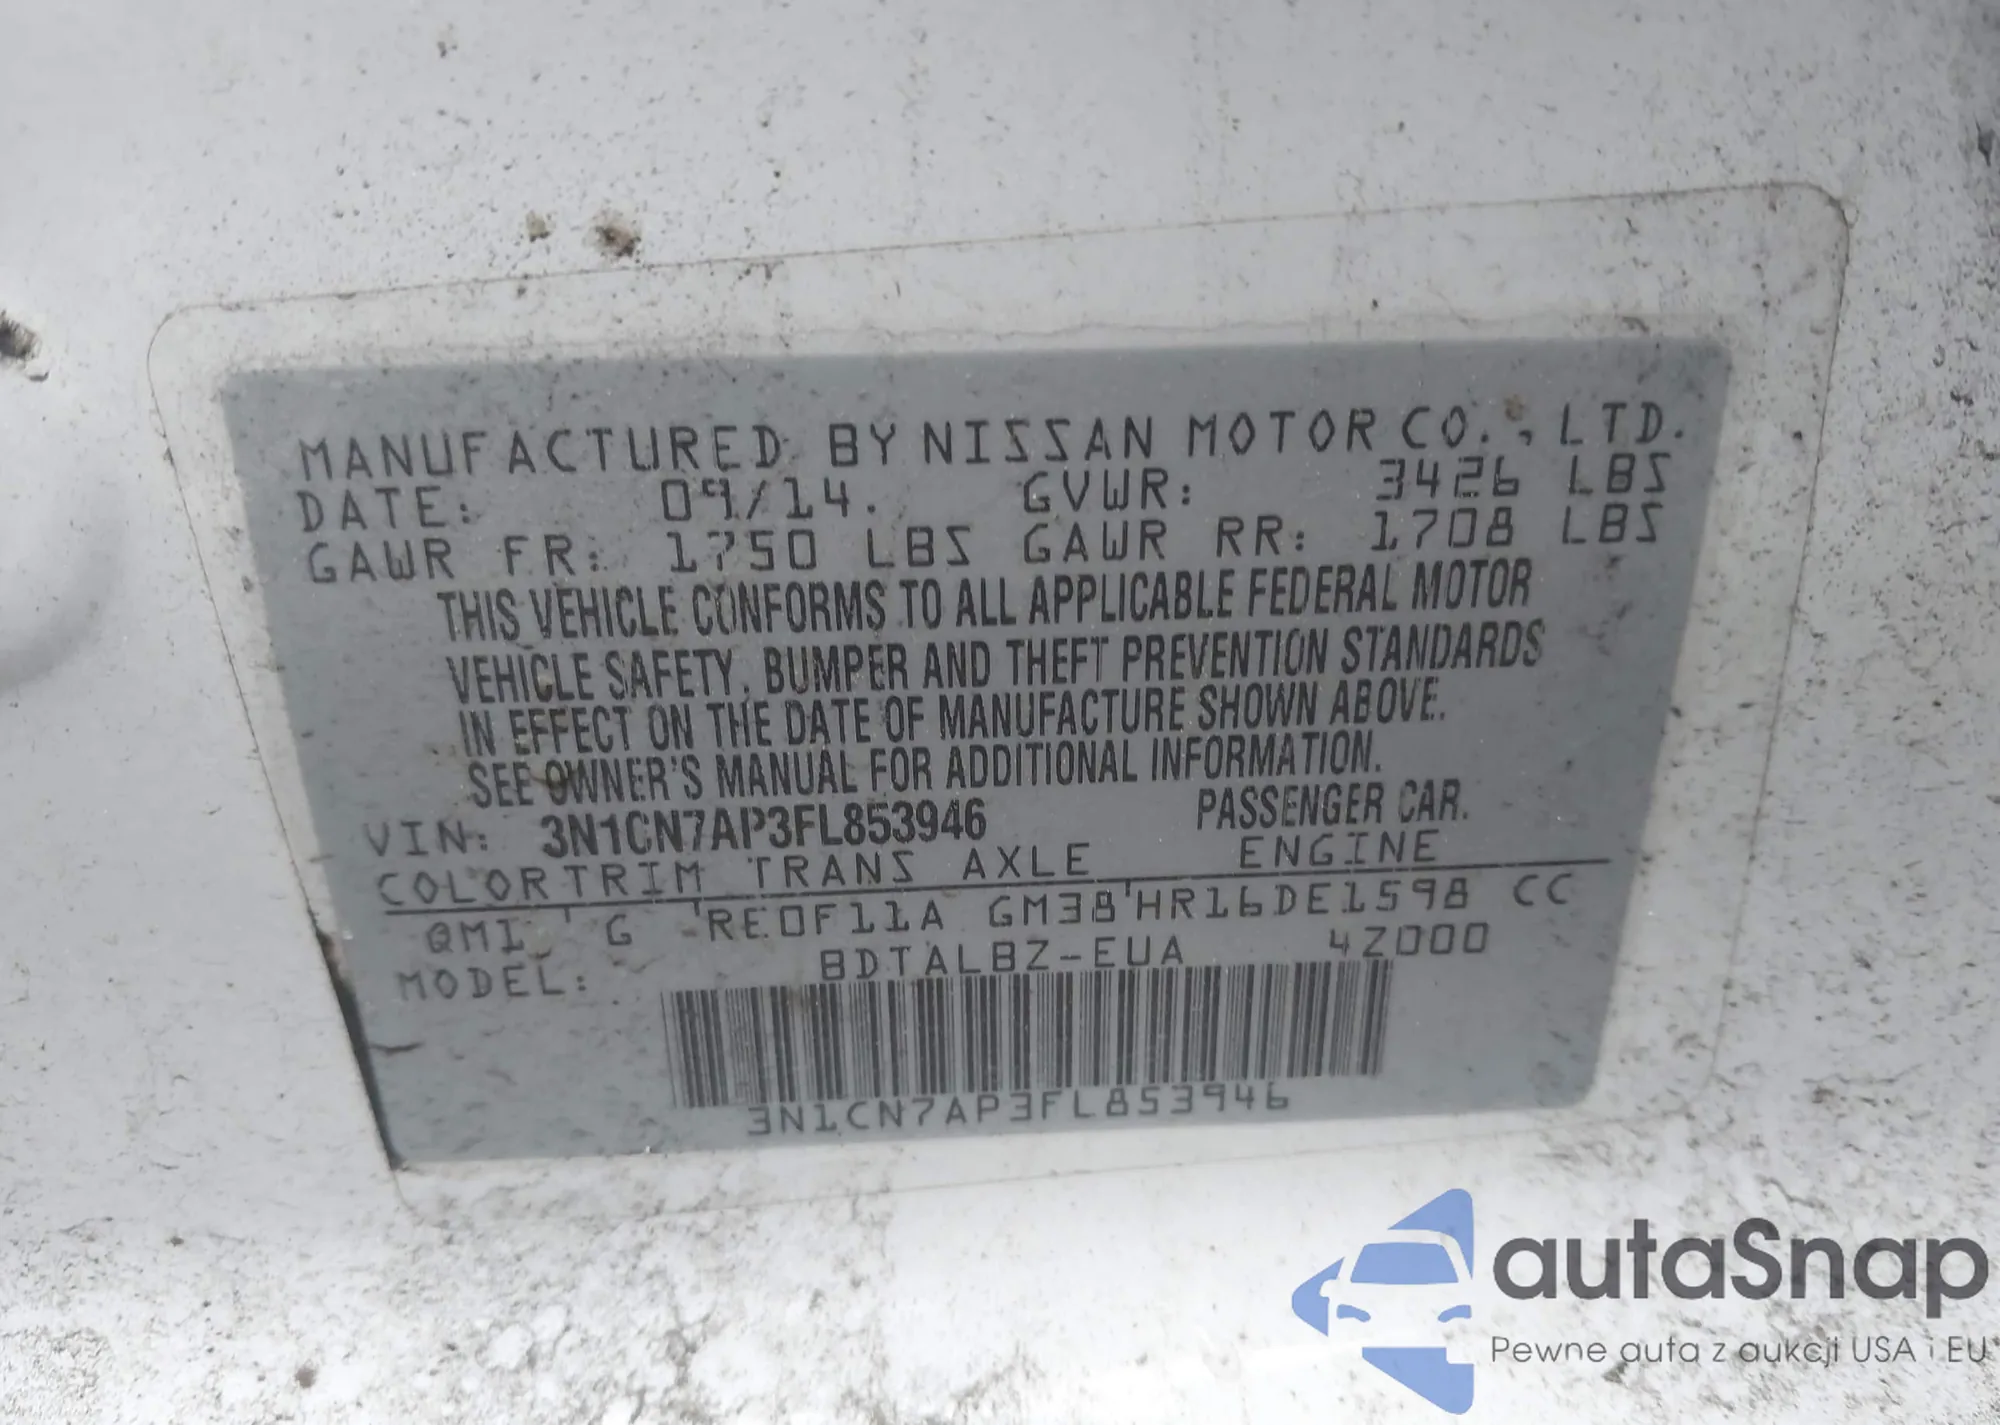 MANUFACTURED BY NISSAN MOTOR CO., LTD.
DATE: 09/14. GVWR: 3426 LBS
GAWR FR: 1750 LBS GAWR RR: 1708 LBS
THIS VEHICLE CONFORMS TO ALL APPLICABLE FEDERAL MOTOR
VEHICLE SAFETY, BUMPER AND THEFT PREVENTION STANDARDS
IN EFFECT ON THE DATE OF MANUFACTURE SHOWN ABOVE.
SEE OWNER'S MANUAL FOR ADDITIONAL INFORMATION.
VIN: 3N1CN7AP3FL853946 PASSENGER CAR.
COLOR TRIM TRANS AXLE ENGINE
QM1 G RE0F11A GM38 HR16DE1598 CC
MODEL: BDTALBZ-EUA 4Z000
3N1CN7AP3FL853946
autaSnap
Pewne auta z aukcji USA i EU